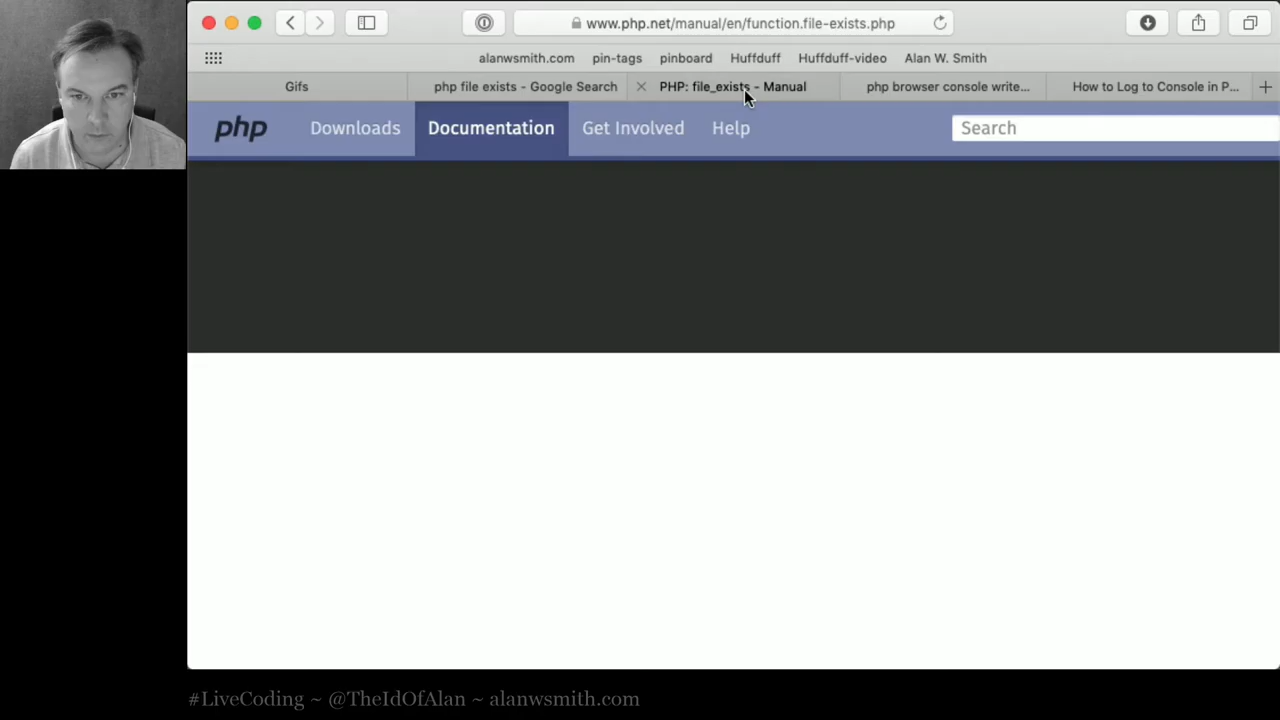 www.php.net/manual/en/function.file-exists.php
alanwsmith.com pin-tags pinboard Huffduff Huffduff-video Alan W. Smith
Gifs php file exists - Google Search PHP: file_exists - Manual php browser console write... How to Log to Console in P...
php Downloads Documentation Get Involved Help Search
#LiveCoding ~ @TheIdOfAlan ~ alanwsmith.com